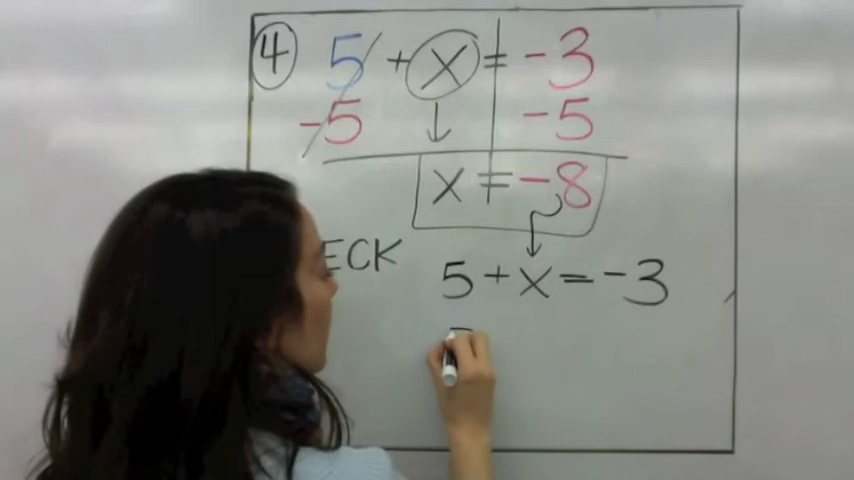 4 5 + x = -3
-5 -5
x = -8
ECK
5 + x = -3